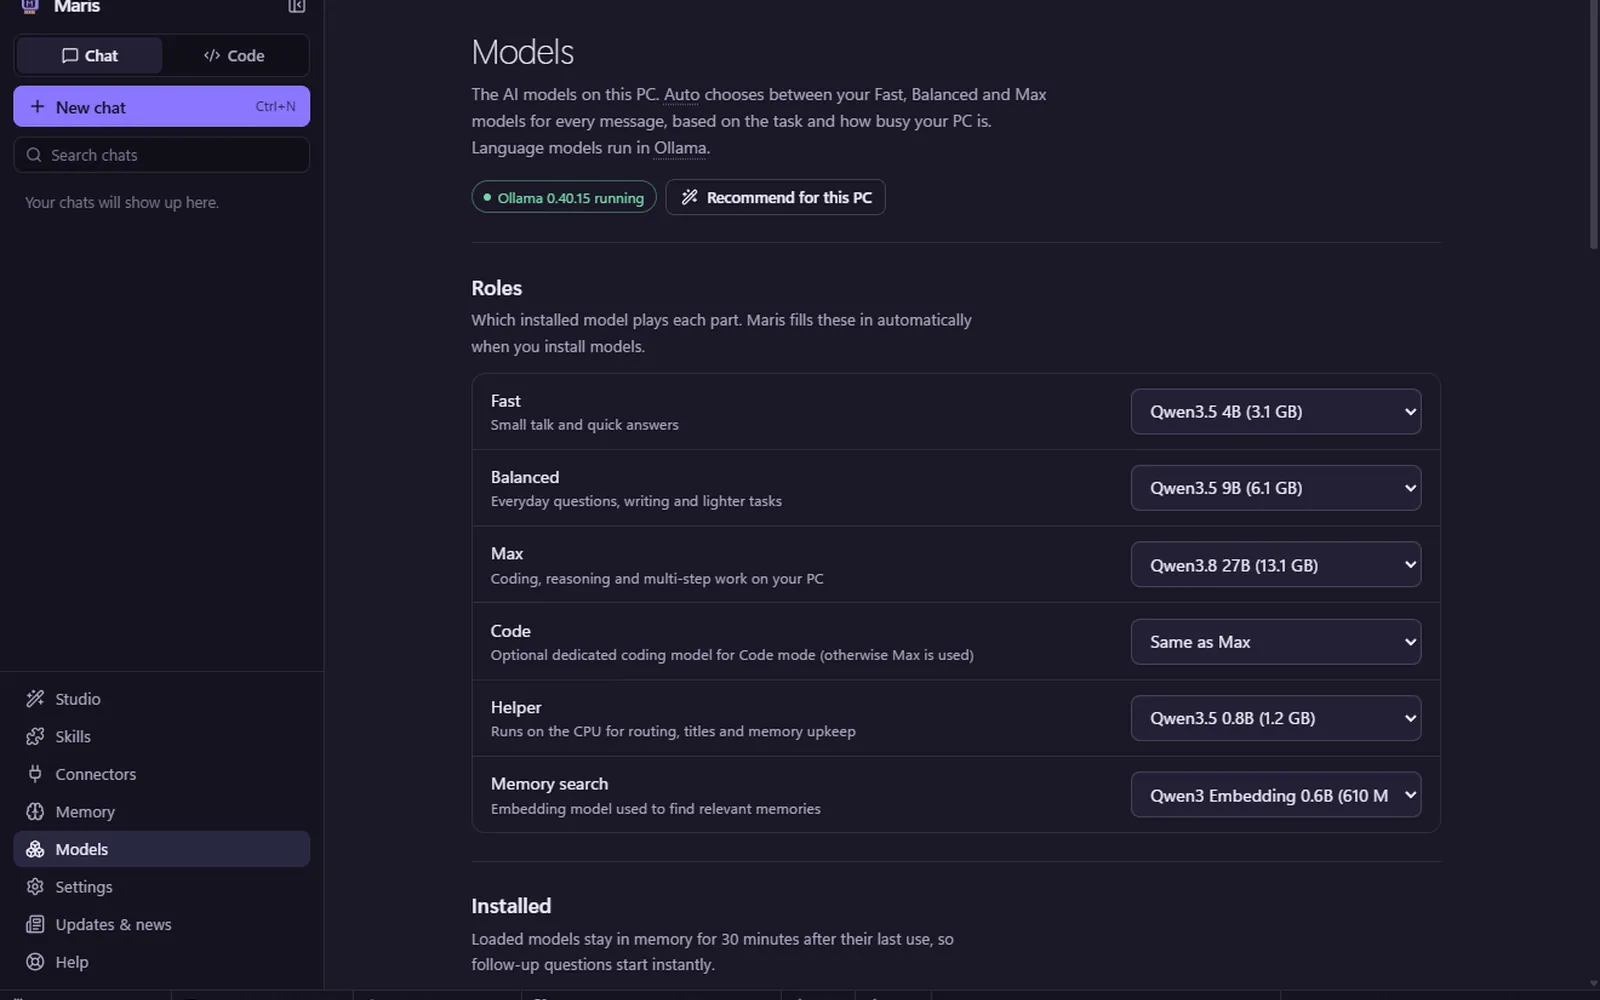 Maris
Chat
Code
New chat
Ctrl+N
Search chats
Your chats will show up here.
Studio
Skills
Connectors
Memory
Models
Settings
Updates & news
Help
Models
The AI models on this PC. Auto chooses between your Fast, Balanced and Max
models for every message, based on the task and how busy your PC is.
Language models run in Ollama.
Ollama 0.40.15 running
Recommend for this PC
Roles
Which installed model plays each part. Maris fills these in automatically
when you install models.
Fast
Small talk and quick answers
Qwen3.5 4B (3.1 GB)
Balanced
Everyday questions, writing and lighter tasks
Qwen3.5 9B (6.1 GB)
Max
Coding, reasoning and multi-step work on your PC
Qwen3.8 27B (13.1 GB)
Code
Optional dedicated coding model for Code mode (otherwise Max is used)
Same as Max
Helper
Runs on the CPU for routing, titles and memory upkeep
Qwen3.5 0.8B (1.2 GB)
Memory search
Embedding model used to find relevant memories
Qwen3 Embedding 0.6B (610 M
Installed
Loaded models stay in memory for 30 minutes after their last use, so
follow-up questions start instantly.